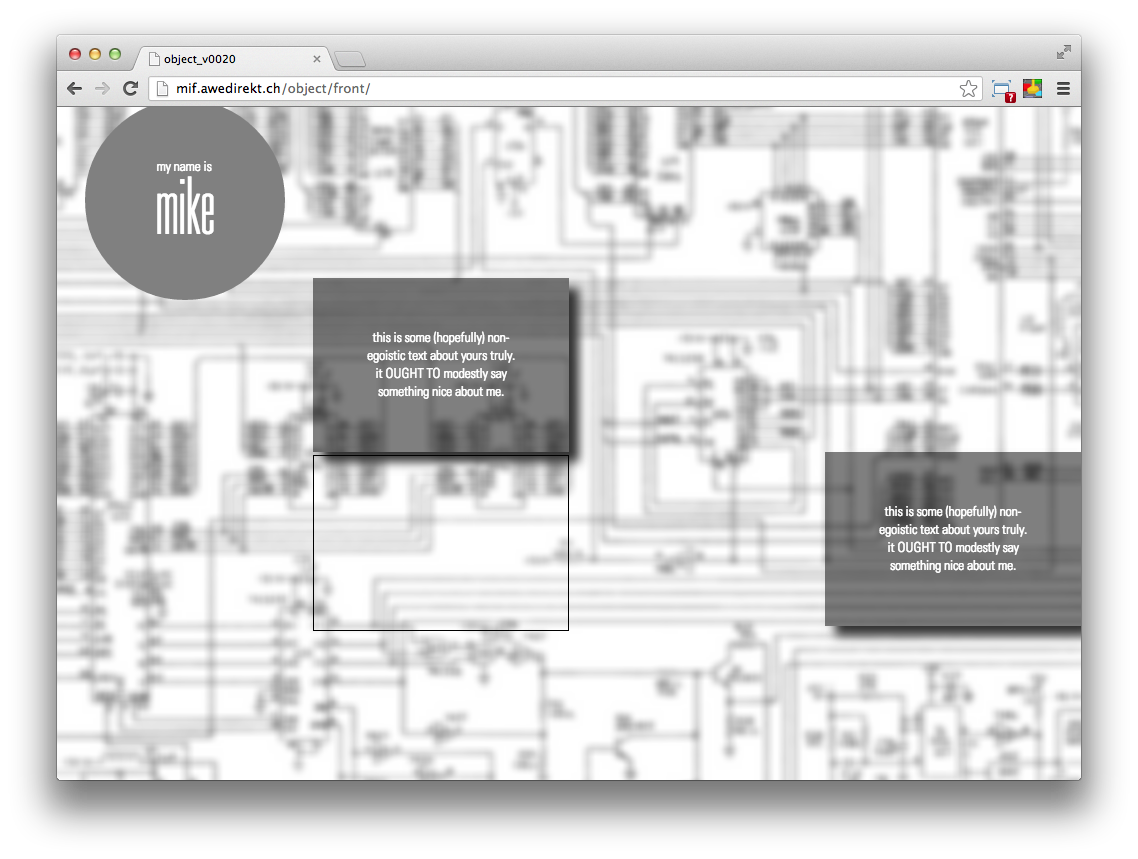 object_v0020
mif.awedirekt.ch/object/front/
?
my name is
mike
this is some (hopefully) non-
egoistic text about yours truly.
it OUGHT TO modestly say
something nice about me.
this is some (hopefully) non-
egoistic text about yours truly.
it OUGHT TO modestly say
something nice about me.